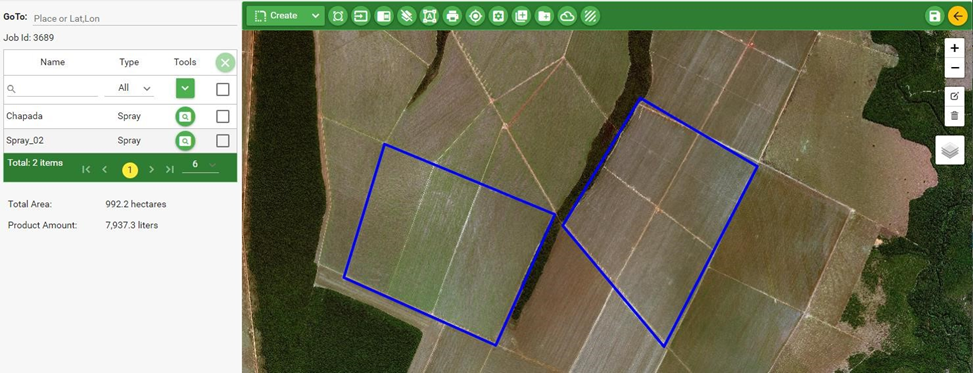 GoTo: Place or Lat,Lon
Create
Job Id: 3689
Name Type Tools
All
Chapada Spray
Spray_02 Spray
Total: 2 items
1 6
Total Area: 992.2 hectares
Product Amount: 7,937.3 liters